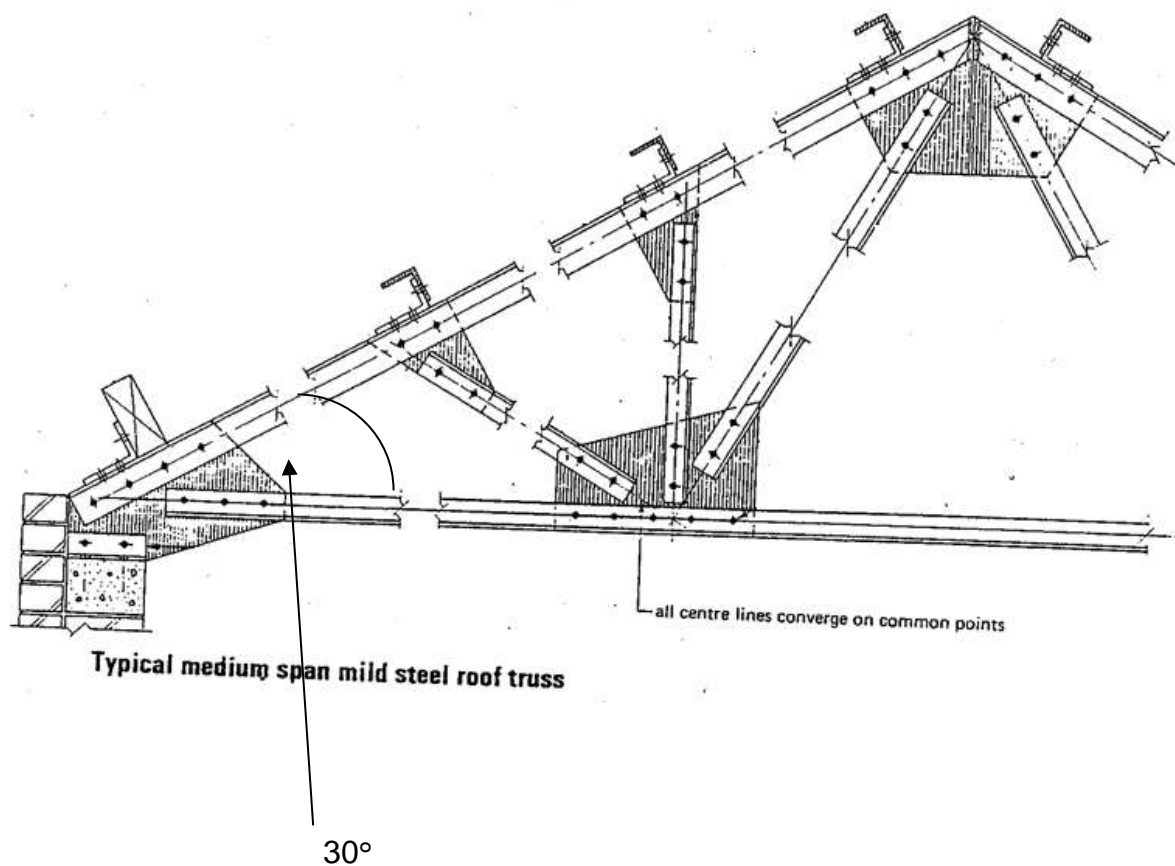 all centre lines converge on common points
Typical medium span mild steel roof truss
30°